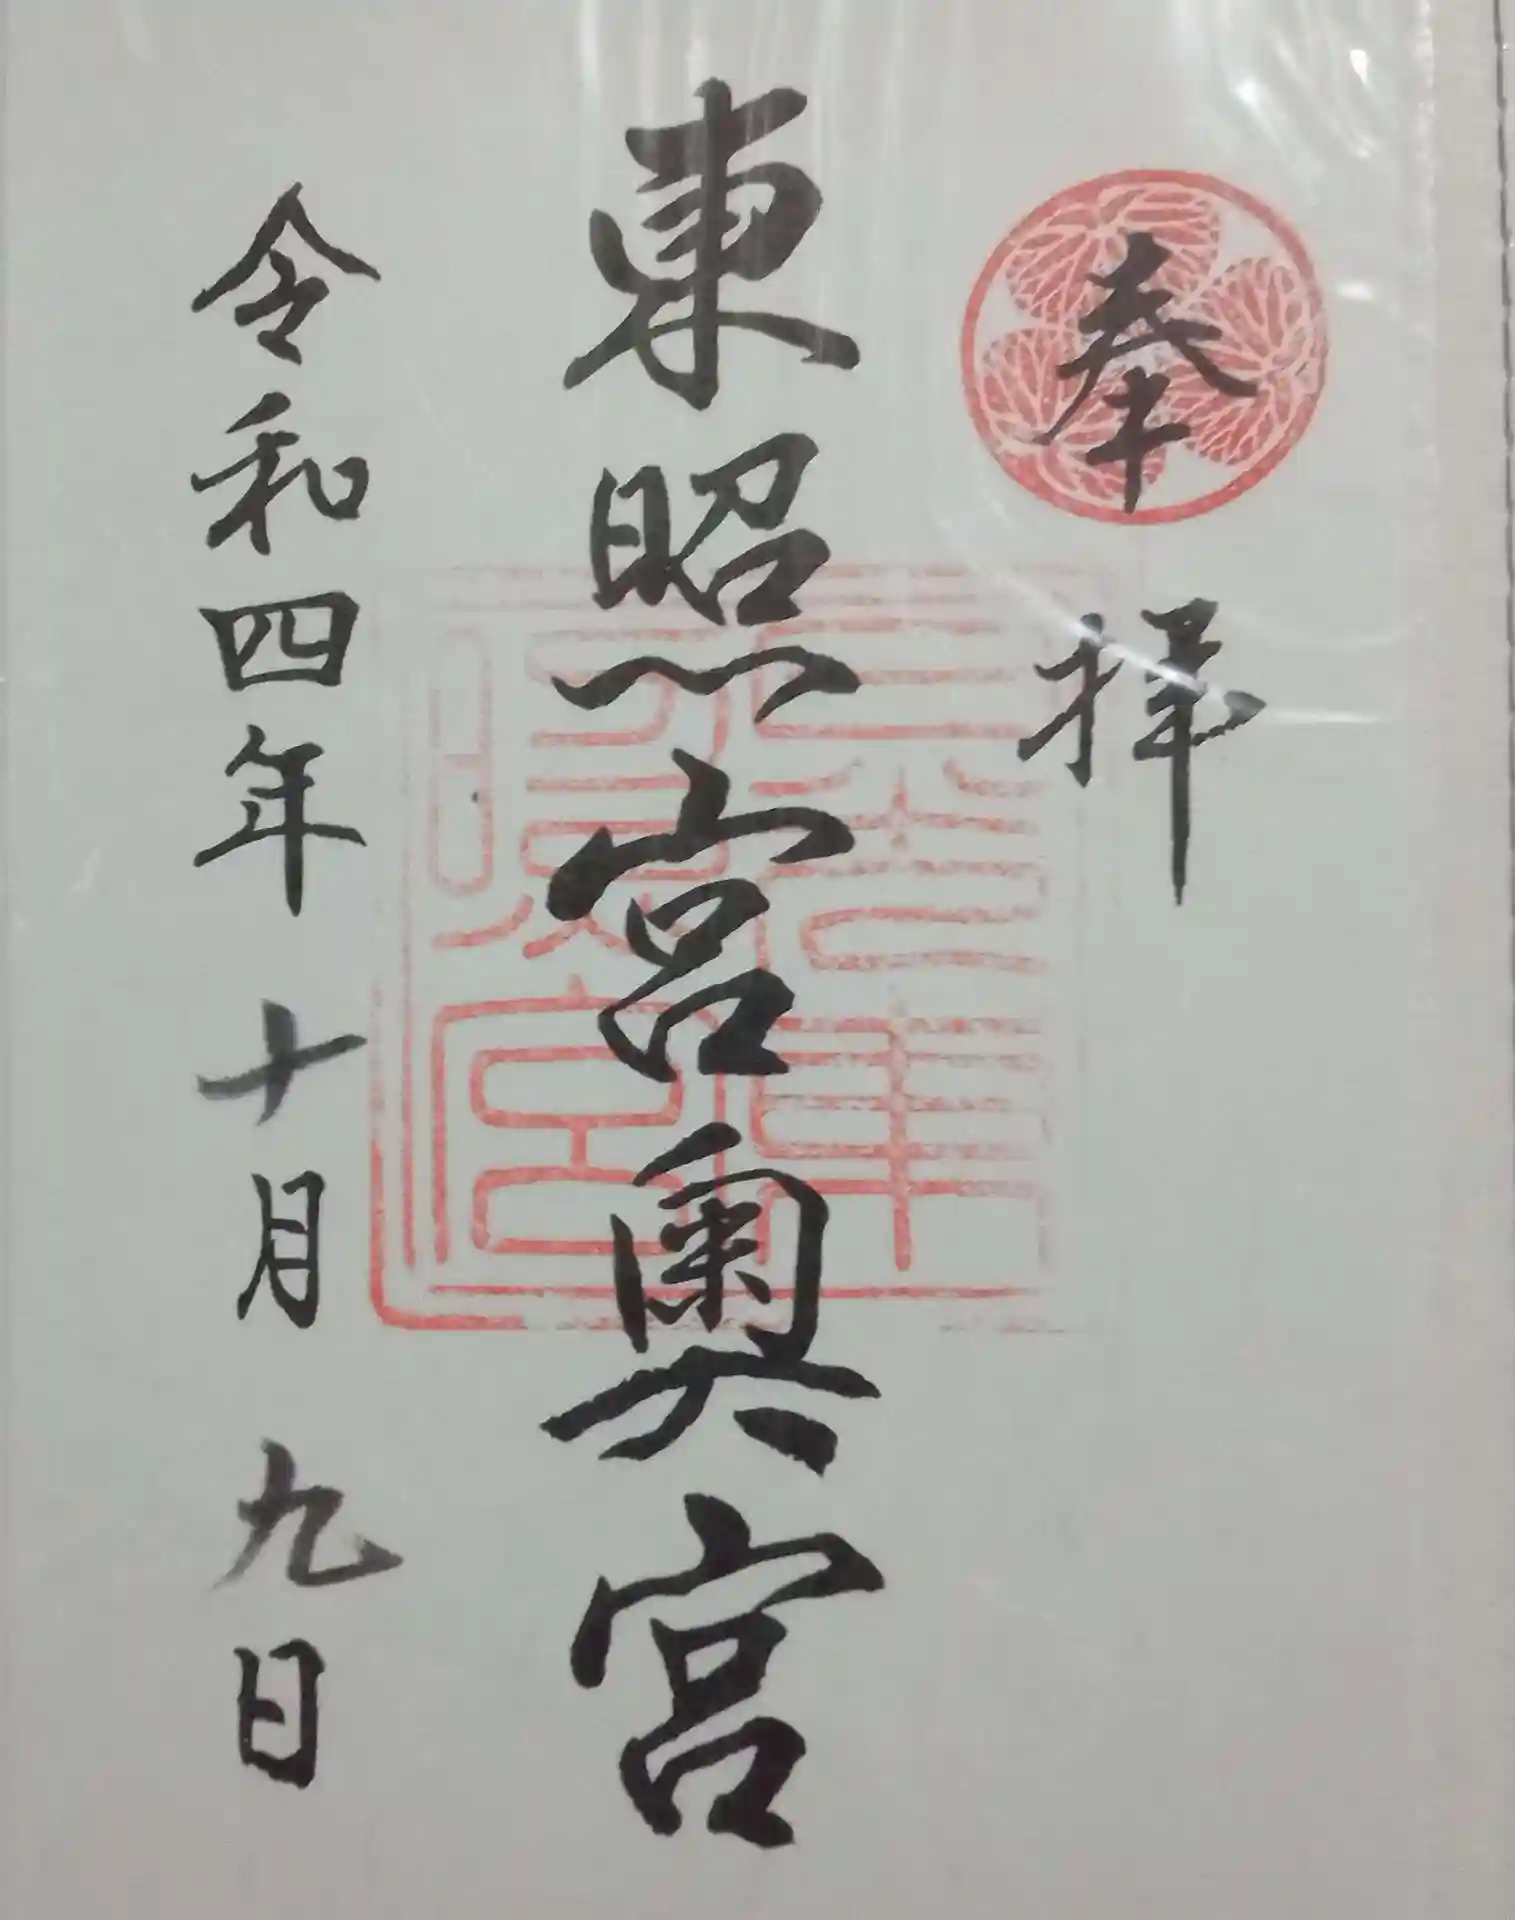 奉拝
東照宮奥宮
令和四年十月九日